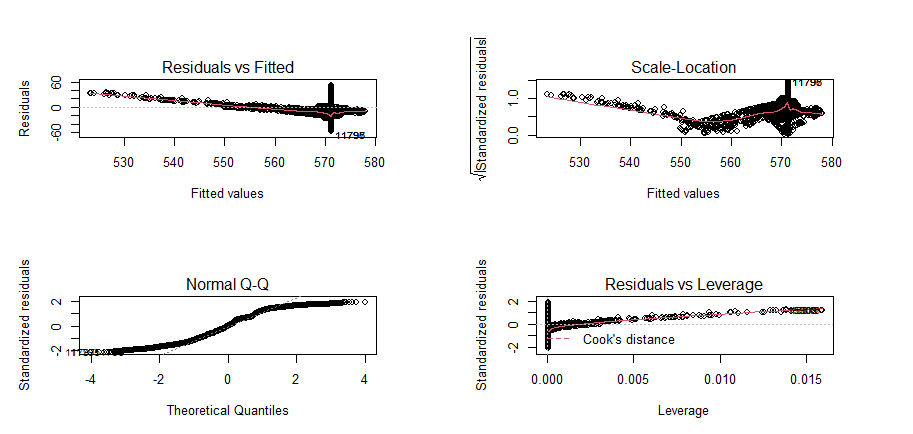 Residuals vs Fitted
Residuals
60
0
-60
530
540
550
560
570
580
Fitted values
Scale-Location
√|Standardized residuals|
1.0
0.0
530
540
550
560
570
580
Fitted values
Normal Q-Q
Standardized residuals
2
0
-2
-4
-2
0
2
4
Theoretical Quantiles
Residuals vs Leverage
Standardized residuals
2
0
-2
Cook's distance
0.000
0.005
0.010
0.015
Leverage